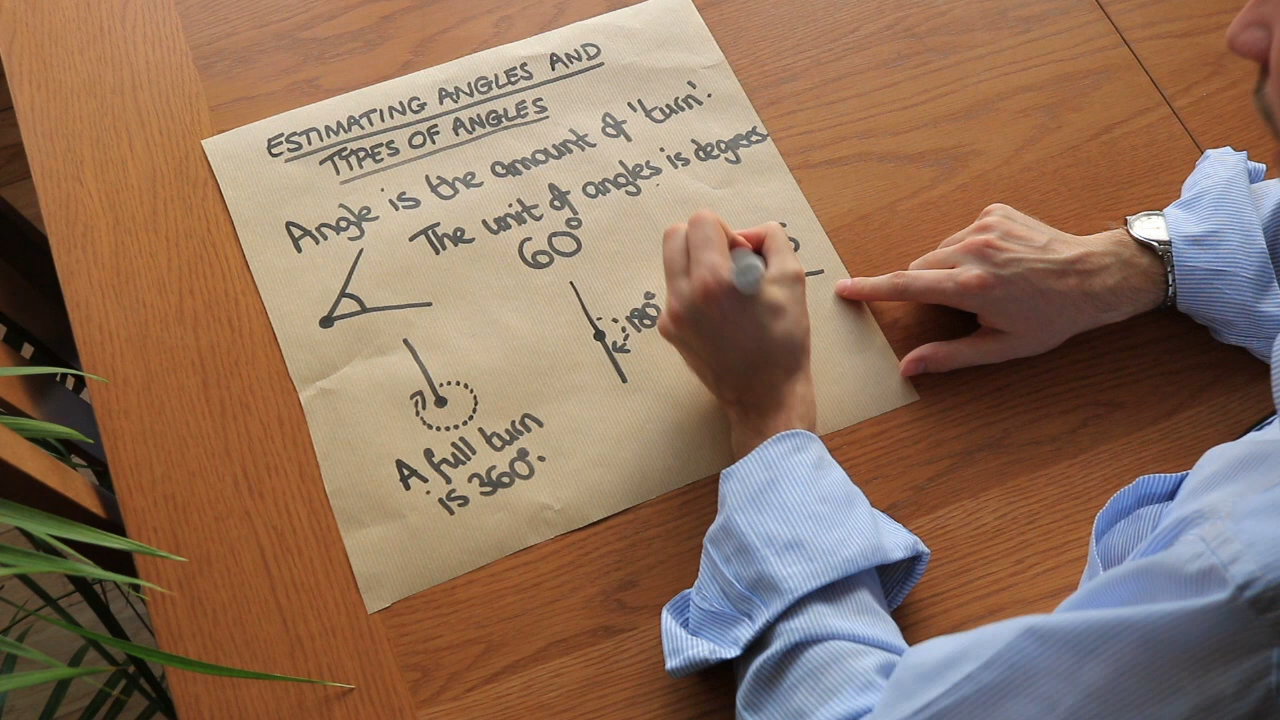 ESTIMATING ANGLES AND
TYPES OF ANGLES
Angle is the amount of 'turn'.
The unit of angles is degrees
60°
180°
A full turn
is 360°.